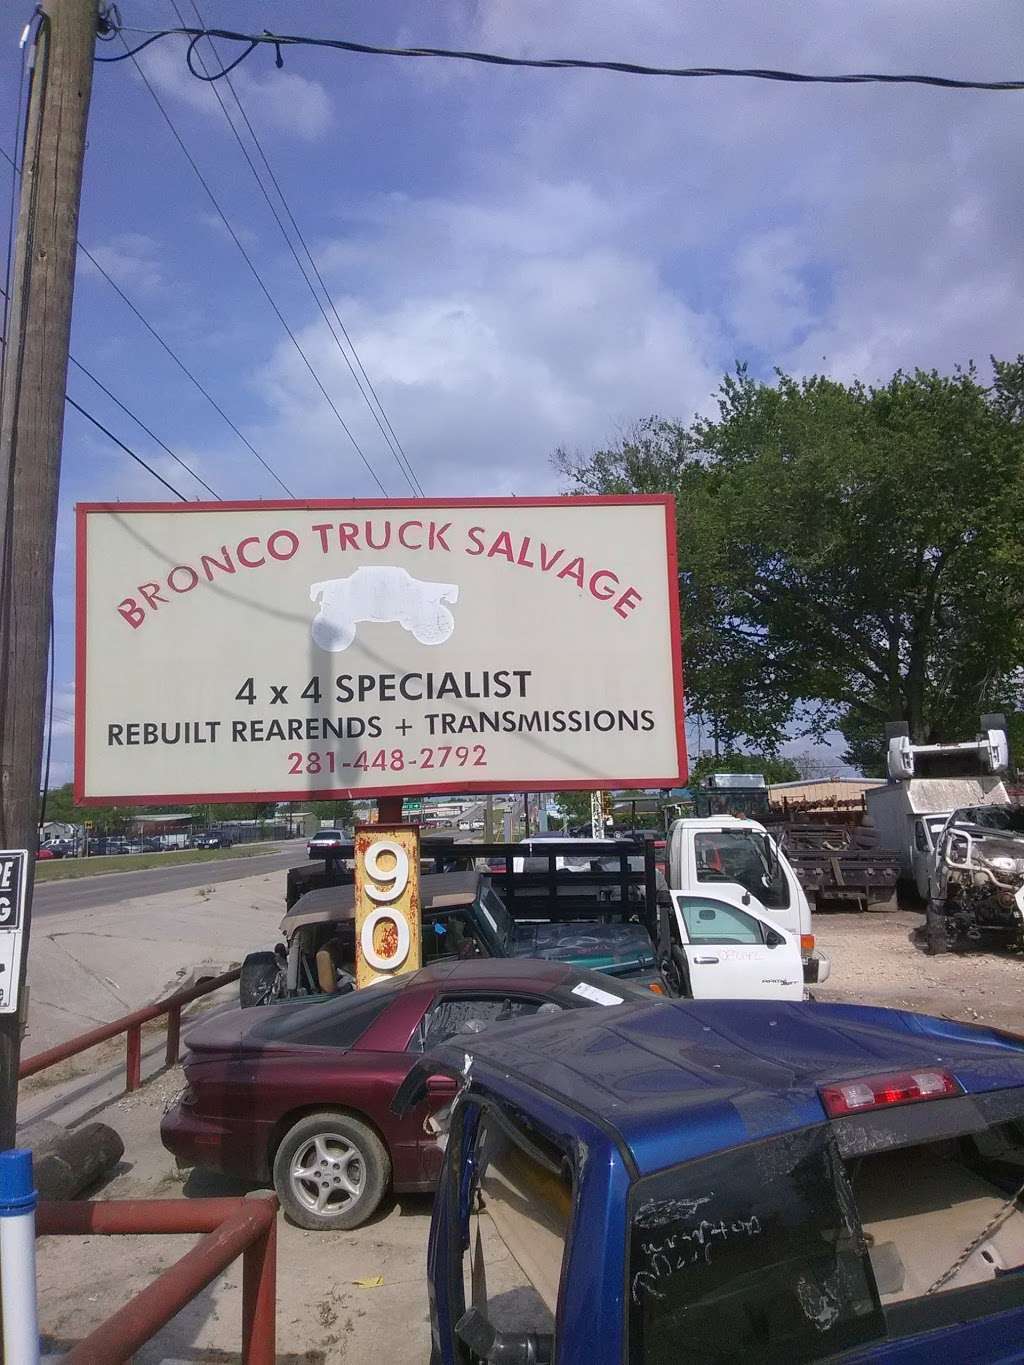 BRONCO TRUCK SALVAGE
4 x 4 SPECIALIST
REBUILT REARENDS + TRANSMISSIONS
281-448-2792
90